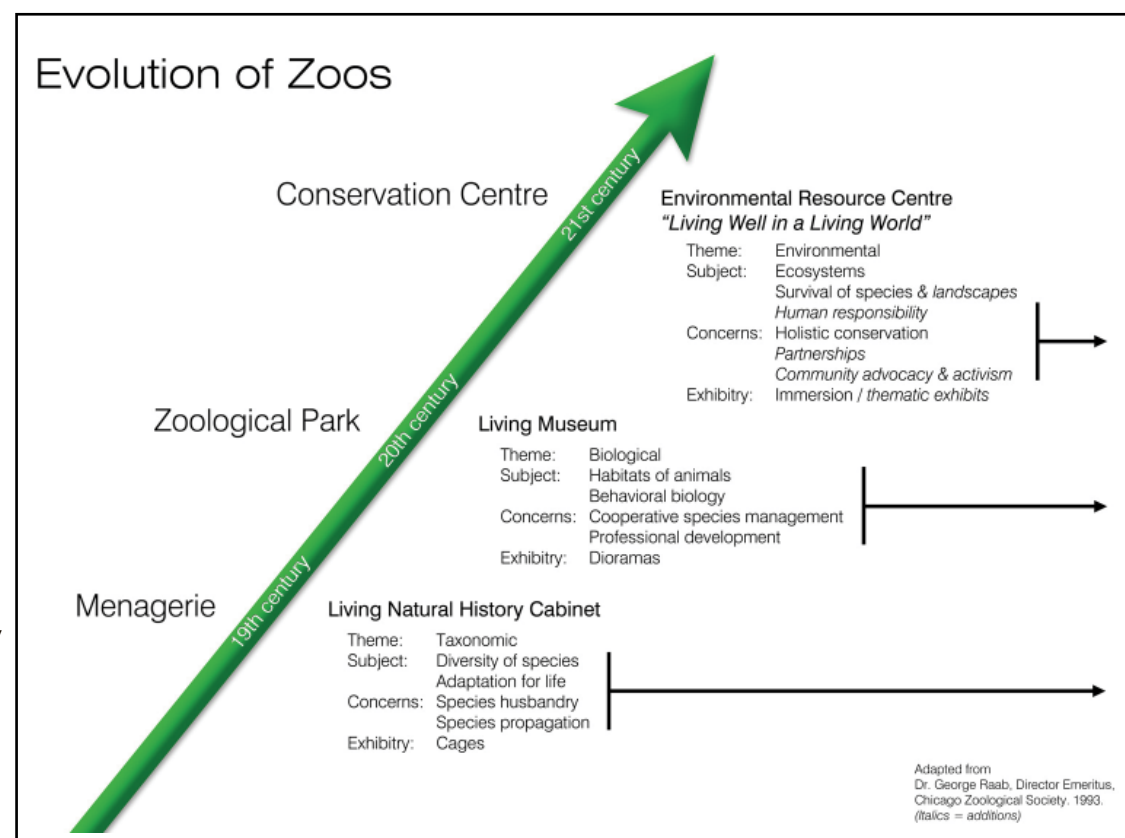 Evolution of Zoos
Conservation Centre
21st century
Environmental Resource Centre
“Living Well in a Living World”
Theme: Environmental
Subject: Ecosystems
Survival of species & landscapes
Human responsibility
Concerns: Holistic conservation
Partnerships
Community advocacy & activism
Exhibitry: Immersion / thematic exhibits
Zoological Park
20th century
Living Museum
Theme: Biological
Subject: Habitats of animals
Behavioral biology
Concerns: Cooperative species management
Professional development
Exhibitry: Dioramas
Menagerie
19th century
Living Natural History Cabinet
Theme: Taxonomic
Subject: Diversity of species
Adaptation for life
Concerns: Species husbandry
Species propagation
Exhibitry: Cages
Adapted from
Dr. George Raab, Director Emeritus,
Chicago Zoological Society. 1993.
(Italics = additions)